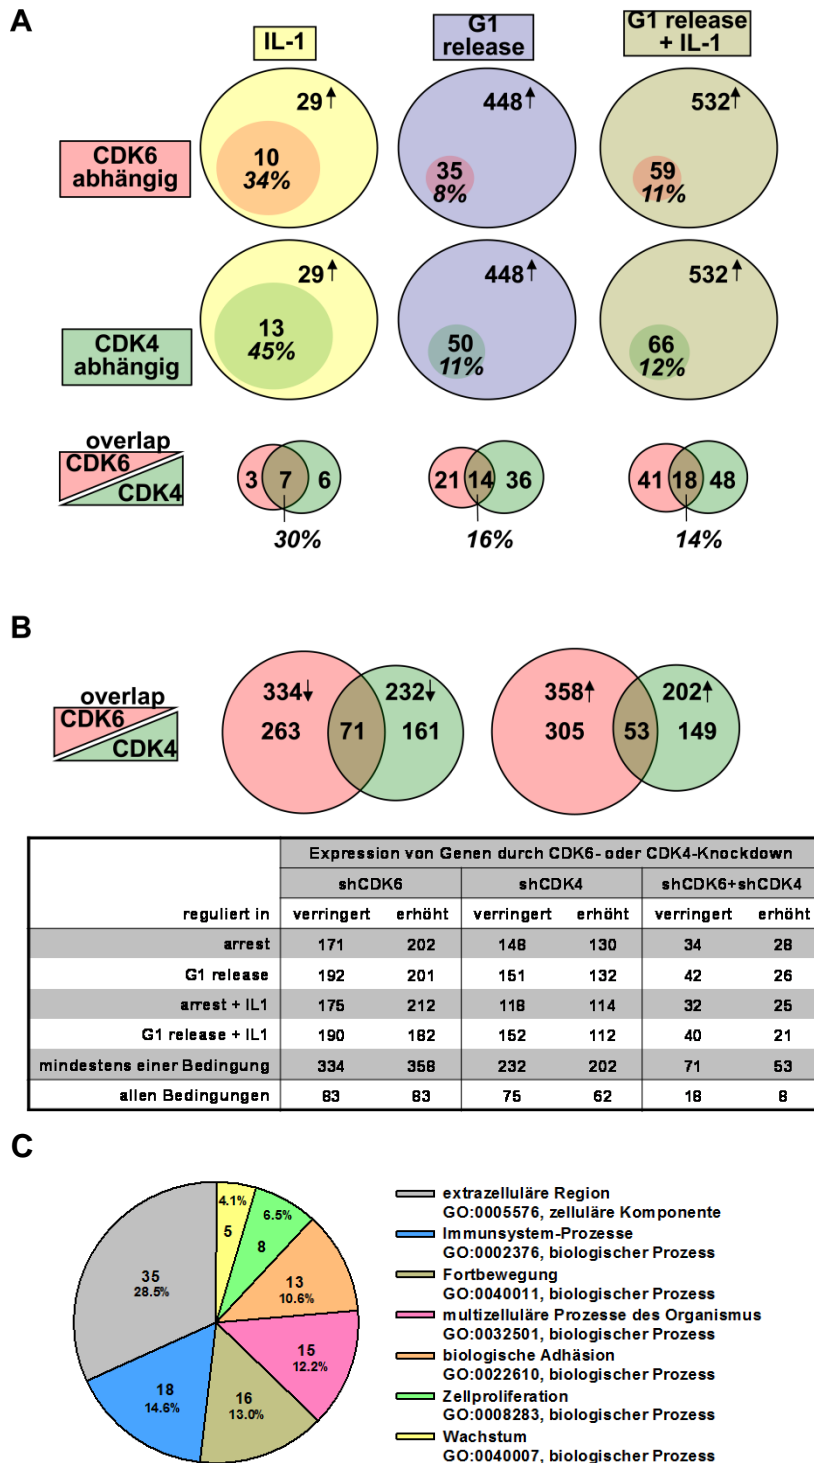 A
IL-1
G1
release
G1 release
+ IL-1
CDK6
abhängig
29↑
10
34%
448↑
35
8%
532↑
59
11%
CDK4
abhängig
29↑
13
45%
448↑
50
11%
532↑
66
12%
overlap
CDK6
CDK4
3 7 6
30%
21 14 36
16%
41 18 48
14%
B
overlap
CDK6
CDK4
334↓ 232↓
263 71 161
358↑ 202↑
305 53 149
Expression von Genen durch CDK6- oder CDK4-Knockdown
shCDK6 shCDK4 shCDK6+shCDK4
reguliert in verringert erhöht verringert erhöht verringert erhöht
arrest 171 202 148 130 34 28
G1 release 192 201 151 132 42 26
arrest + IL1 175 212 118 114 32 25
G1 release + IL1 190 182 152 112 40 21
mindestens einer Bedingung 334 358 232 202 71 53
allen Bedingungen 83 83 75 62 18 8
C
4.1%
5
6.5%
8
13
10.6%
15
12.2%
16
13.0%
18
14.6%
35
28.5%
extrazelluläre Region
GO:0005576, zelluläre Komponente
Immunsystem-Prozesse
GO:0002376, biologischer Prozess
Fortbewegung
GO:0040011, biologischer Prozess
multizelluläre Prozesse des Organismus
GO:0032501, biologischer Prozess
biologische Adhäsion
GO:0022610, biologischer Prozess
Zellproliferation
GO:0008283, biologischer Prozess
Wachstum
GO:0040007, biologischer Prozess